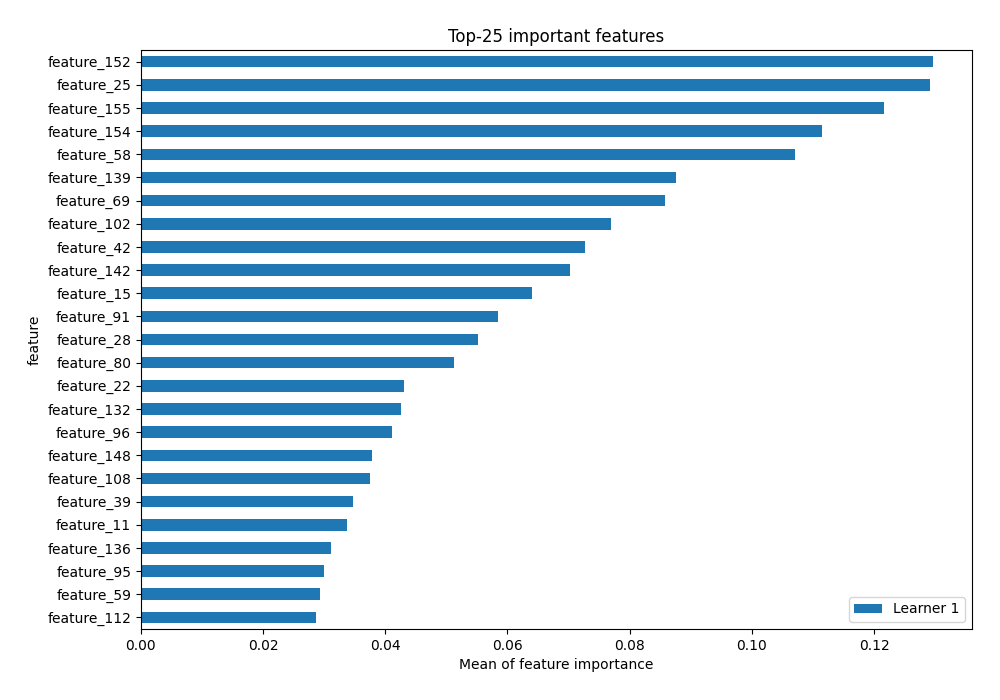 Top-25 important features
feature_152
feature_25
feature_155
feature_154
feature_58
feature_139
feature_69
feature_102
feature_42
feature_142
feature_15
feature_91
feature_28
feature_80
feature_22
feature_132
feature_96
feature_148
feature_108
feature_39
feature_11
feature_136
feature_95
feature_59
feature_112
feature
Learner 1
0.00 0.02 0.04 0.06 0.08 0.10 0.12
Mean of feature importance